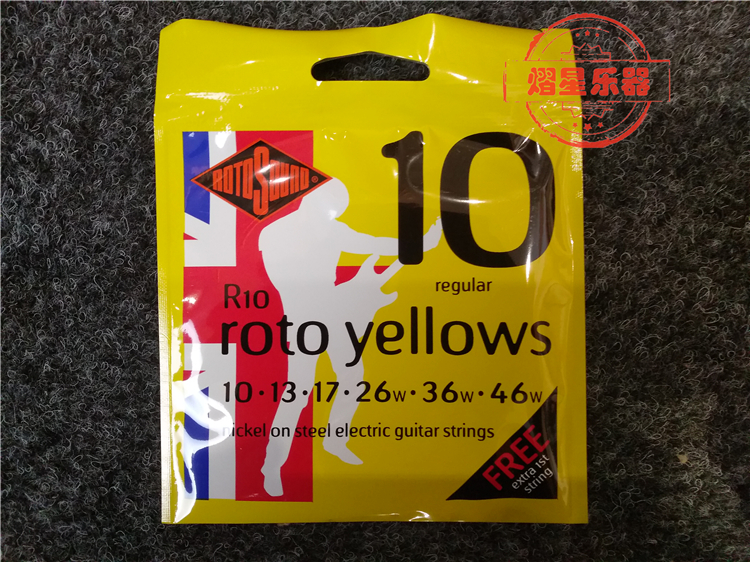 熠星乐器
10
ROTOSOUND®
regular
R10
roto yellows
10·13·17·26w·36w·46w
nickel on steel electric guitar strings
FREE
extra 1st
string